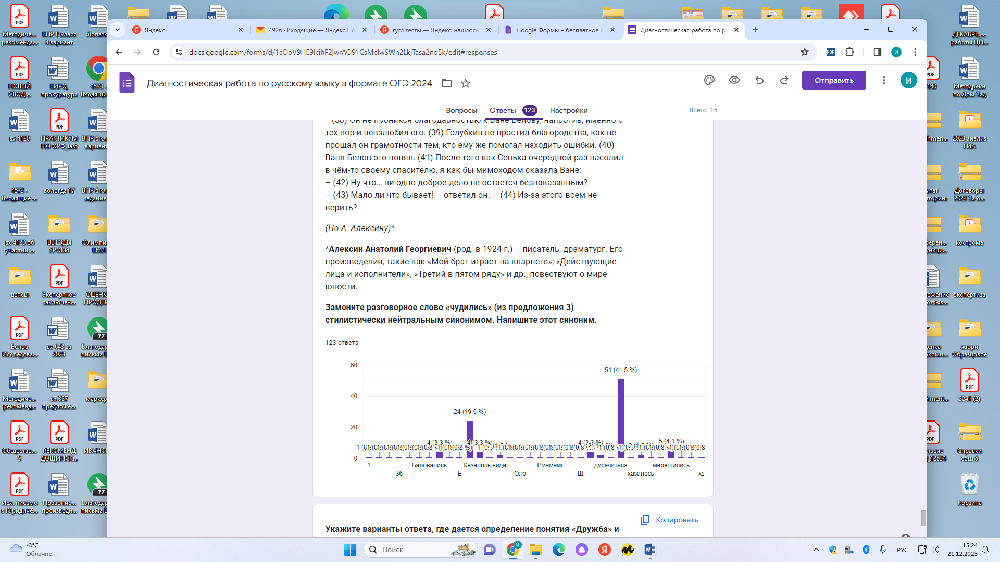 Яндекс
4926 · Входящие — Яндекс По
гугл тесты — Яндекс: нашлось
Google Формы – бесплатное с
Диагностическая работа по ру
docs.google.com/forms/d/1cOoV9HE9lcihF2jwrAO91CsMelwSWn2LkjTasa2no5k/edit#responses
Диагностическая работа по русскому языку в формате ОГЭ 2024
Отправить
И
Вопросы
Ответы 123
Настройки
Всего: 15
(38) Он не проникся благодарностью к Ване Белову, напротив, именно с
тех пор и невзлюбил его. (39) Голубкин не простил благородства, как не
прощал он грамотности тем, кто ему же помогал находить ошибки. (40)
Ваня Белов это понял. (41) После того как Сенька очередной раз насолил
в чём-то своему спасителю, я как бы мимоходом сказала Ване:
– (42) Ну что… ни одно доброе дело не остается безнаказанным?
– (43) Мало ли что бывает! – ответил он. – (44) Из-за этого всем не
верить?
(По А. Алексину)*
*Алексин Анатолий Георгиевич (род. в 1924 г.) – писатель, драматург. Его
произведения, такие как «Мой брат играет на кларнете», «Действующие
лица и исполнители», «Третий в пятом ряду» и др., повествуют о мире
юности.
Замените разговорное слово «чудились» (из предложения 3)
стилистически нейтральным синонимом. Напишите этот синоним.
123 ответа
60
40
20
0
51 (41,5 %)
24 (19,5 %)
4 (3,3 %)
4 (3,3 %)
4 (3,3 %)
5 (4,1 %)
1
Баловались
Казалось,видел…
Рмнмнмг
дурачиться
мерещились
36
Е
Оло
Ш
казалось
хз
Копировать
Укажите варианты ответа, где дается определение понятия «Дружба» и
Методиче...
рекоменда...
ВПР 8 класс
4 вариант
Лопатк
НОВЫЙ
СВОД ...
ВИРО,
прокуратура
4573 -
Входящи
вх 4120
ПРАКТИКУМ
ПО ОРФ_last
ВПР 6 кл
вариант
4573 -
Входящие ...
вологда 17
ВПР 6 кл
задание
вх 4120 об
участии ...
ВЫЕЗДЫ
УРОКИ
Олимпи
ВМЛ
вепсы
Экспертное
заключен...
ОЦЕНК
ПРОДВИ
Белов
Исследова...
вх 643 за
2023
Благодар
письма В
Методиче...
рекоменд...
вх 337
предложе...
маркер
Общество...
9
РЕКОМЕНД
ДОЩИНСК...
ИВАНОВ
Исх. письмо
в Юридиче...
Правопис...
производн...
Благодар
письма В
ДЕКАБРЬ_...
работы ЦН...
140
Методреки
по Дом Зад
2023 анализ
ГИА
Договоры
2023 За о...
кострома
экспертиза
жюри
Образцовое
3241 (2)
Справки
сош 5
_12534
Корзина
-3°C
Облачно
Поиск
РУС
15:24
21.12.2023